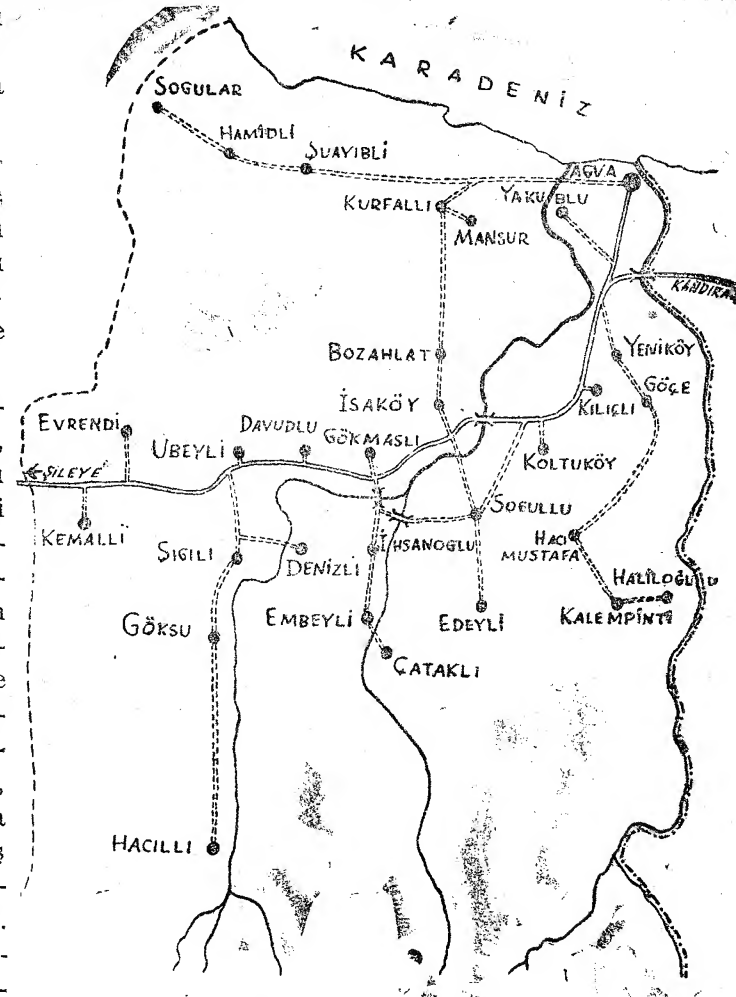 KARADENİZ
SOGULAR
HAMİDLİ
ŞUAYIBLİ
AĞVA
KURFALLI
YAKUBLU
MANSUR
KANDIRA
BOZAHLAT
YENİKÖY
GÖÇE
İSAKÖY
KILIÇLI
EVRENDİ
UBEYLİ
DAVUDLU
GÖKMASLI
KOLTUKÖY
ŞİLEYE
KEMALLİ
SOFULLU
SIGILI
DENİZLİ
İHSANOGLU
HACI
MUSTAFA
HALİLOĞLU
GÖKSU
EMBEYLİ
EDEYLİ
KALEMPİNTİ
ÇATAKLI
HACILLI